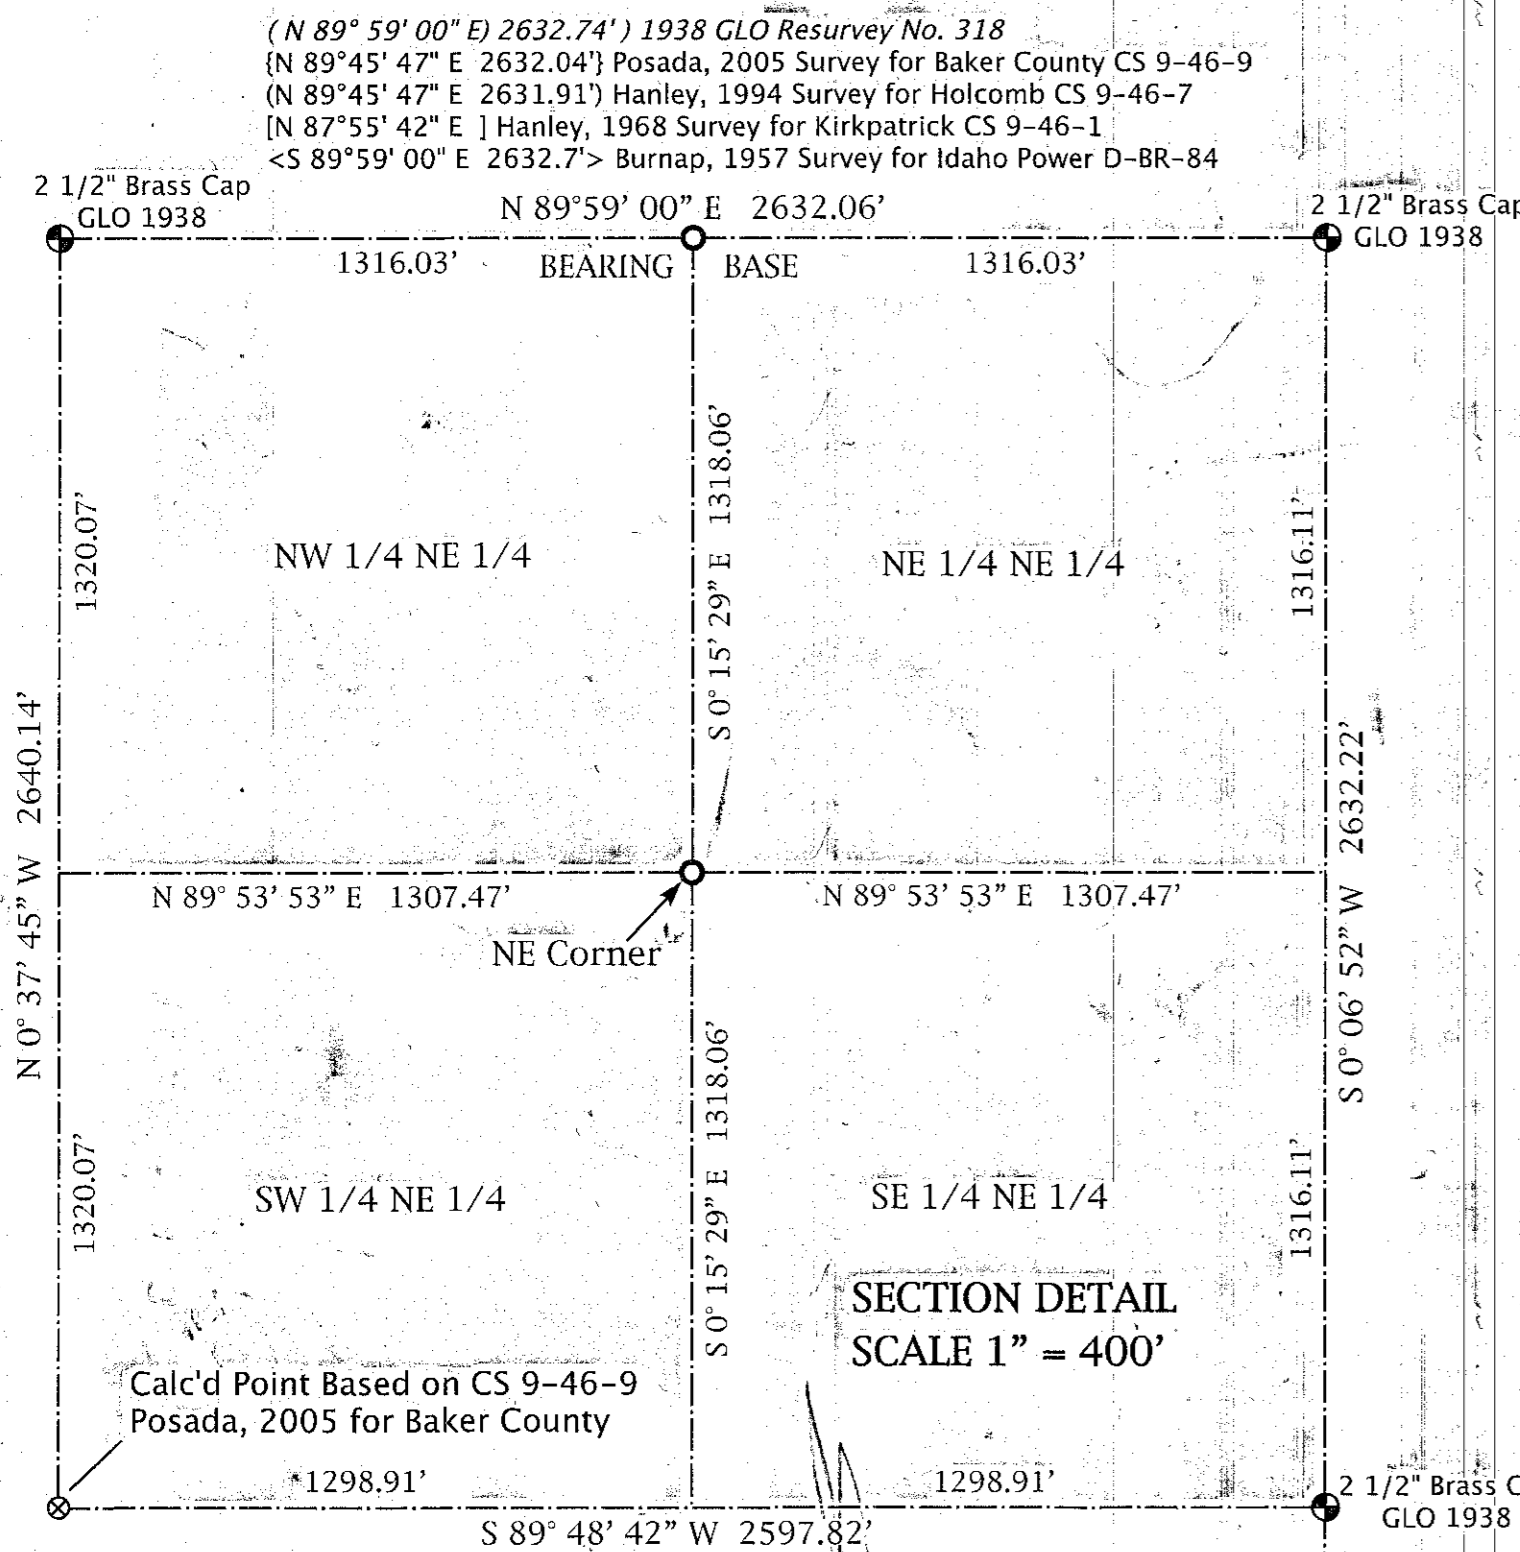 ( N 89° 59' 00" E) 2632.74' ) 1938 GLO Resurvey No. 318
{N 89°45' 47" E 2632.04'} Posada, 2005 Survey for Baker County CS 9-46-9
(N 89°45' 47" E 2631.91') Hanley, 1994 Survey for Holcomb CS 9-46-7
[N 87°55' 42" E ] Hanley, 1968 Survey for Kirkpatrick CS 9-46-1
<S 89°59' 00" E 2632.7'> Burnap, 1957 Survey for Idaho Power D-BR-84
2 1/2" Brass Cap
GLO 1938
N 89°59' 00" E 2632.06'
2 1/2" Brass Cap
GLO 1938
1316.03'
BEARING BASE
1316.03'
1320.07'
NW 1/4 NE 1/4
S 0° 15' 29" E 1318.06'
NE 1/4 NE 1/4
1316.11'
N 0° 37' 45" W 2640.14'
S 0° 06' 52" W 2632.22'
N 89° 53' 53" E 1307.47'
N 89° 53' 53" E 1307.47'
NE Corner
1320.07'
SW 1/4 NE 1/4
S 0° 15' 29" E 1318.06'
SE 1/4 NE 1/4
1316.11'
SECTION DETAIL
SCALE 1" = 400'
Calc'd Point Based on CS 9-46-9
Posada, 2005 for Baker County
1298.91'
1298.91'
2 1/2" Brass C
GLO 1938
S 89° 48' 42" W 2597.82'